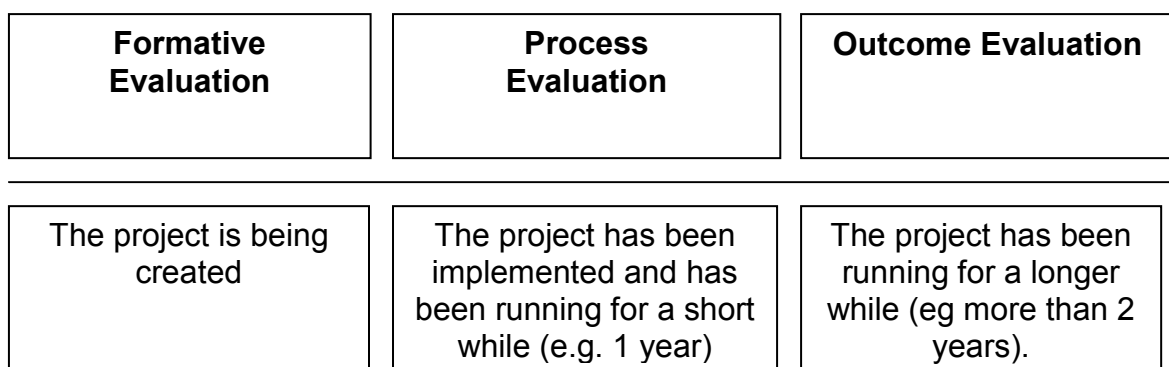 Formative
Evaluation
Process
Evaluation
Outcome Evaluation
The project is being
created
The project has been
implemented and has
been running for a short
while (e.g. 1 year)
The project has been
running for a longer
while (eg more than 2
years).